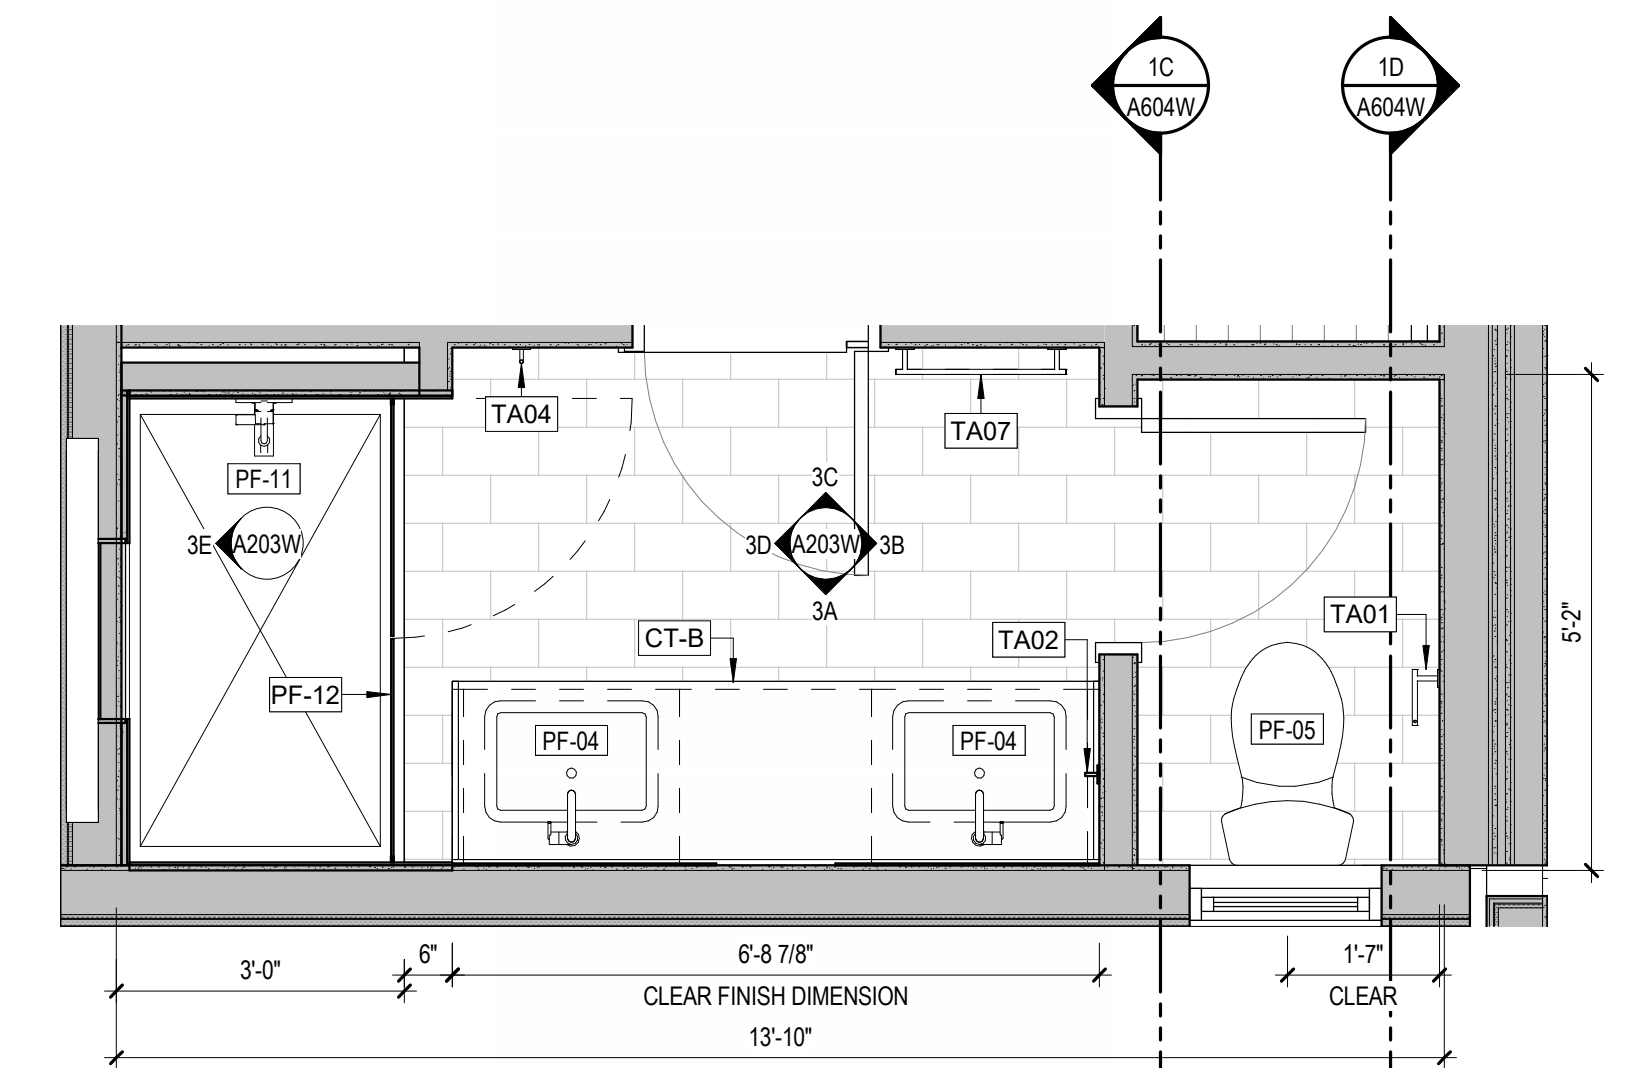 1C
A604W
1D
A604W
TA04
TA07
PF-11
3C
3E
A203W
3D
A203W
3B
3A
TA01
5'-2"
CT-B
TA02
PF-12
PF-04
PF-04
PF-05
3'-0"
6"
6'-8 7/8"
1'-7"
CLEAR FINISH DIMENSION
CLEAR
13'-10"